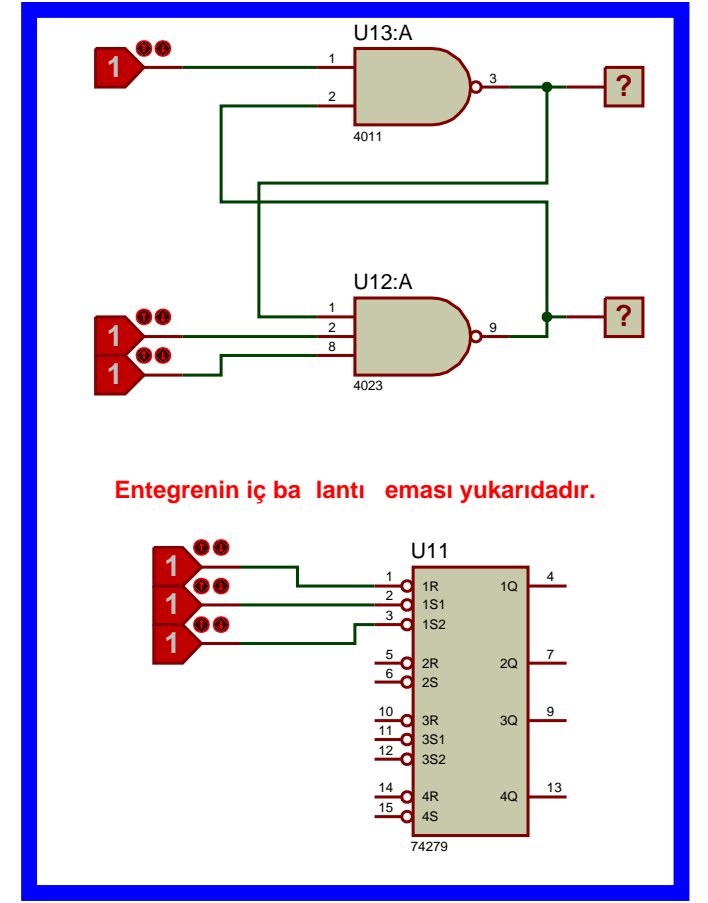 U13:A
1
1
2
3
?
4011
U12:A
1
1
1
2
8
9
?
4023
Entegrenin iç ba lantı eması yukarıdadır.
U11
1
1
1
1
2
3
5
6
10
11
12
14
15
1R
1S1
1S2
2R
2S
3R
3S1
3S2
4R
4S
1Q
2Q
3Q
4Q
4
7
9
13
74279